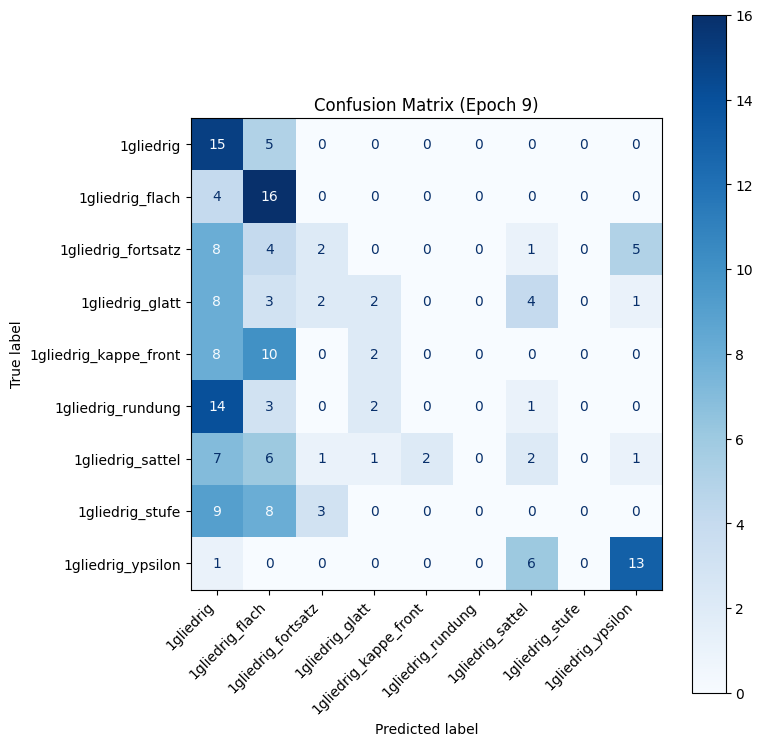 Confusion Matrix (Epoch 9)
True label
1gliedrig 15 5 0 0 0 0 0 0 0
1gliedrig_flach 4 16 0 0 0 0 0 0 0
1gliedrig_fortsatz 8 4 2 0 0 0 1 0 5
1gliedrig_glatt 8 3 2 2 0 0 4 0 1
1gliedrig_kappe_front 8 10 0 2 0 0 0 0 0
1gliedrig_rundung 14 3 0 2 0 0 1 0 0
1gliedrig_sattel 7 6 1 1 2 0 2 0 1
1gliedrig_stufe 9 8 3 0 0 0 0 0 0
1gliedrig_ypsilon 1 0 0 0 0 0 6 0 13
1gliedrig
1gliedrig_flach
1gliedrig_fortsatz
1gliedrig_glatt
1gliedrig_kappe_front
1gliedrig_rundung
1gliedrig_sattel
1gliedrig_stufe
1gliedrig_ypsilon
Predicted label
16
14
12
10
8
6
4
2
0